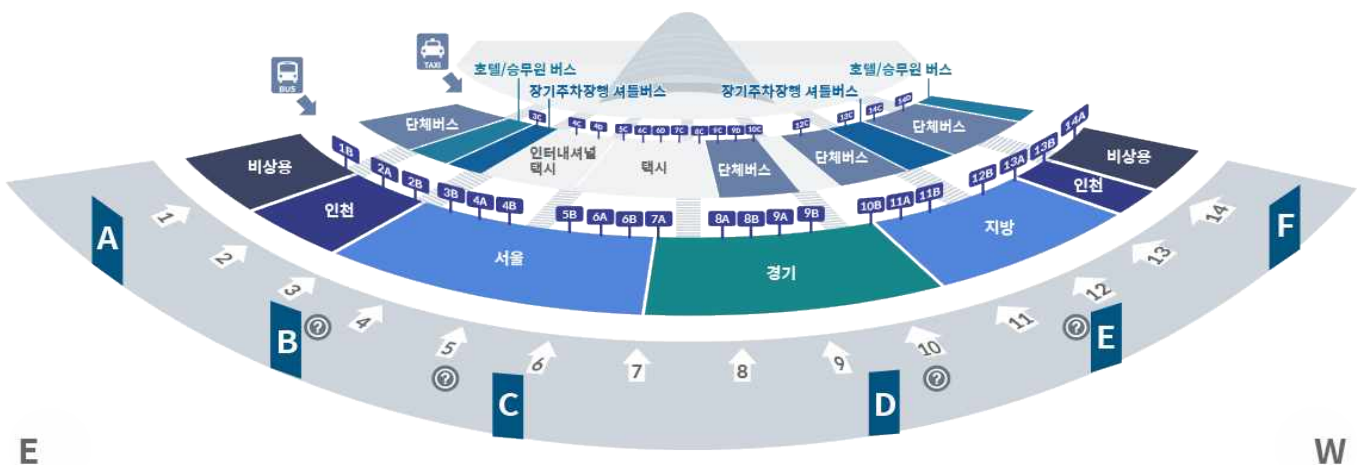 TAXI
BUS
호텔/승무원 버스
호텔/승무원 버스
장기주차장행 셔틀버스
장기주차장행 셔틀버스
단체버스
3C
4C
4D
5C
6C
6D
7C
8C
9C
9D
10C
12C
13C
14C
14D
단체버스
인터내셔널
택시
택시
단체버스
단체버스
비상용
1B
2A
2B
3B
4A
4B
5B
6A
6B
7A
8A
8B
9A
9B
10B
11A
11B
12B
13A
13B
14A
비상용
인천
인천
서울
경기
지방
A
1
2
3
4
5
6
7
8
9
10
11
12
13
14
F
B
?
?
?
?
E
C
D
E
W